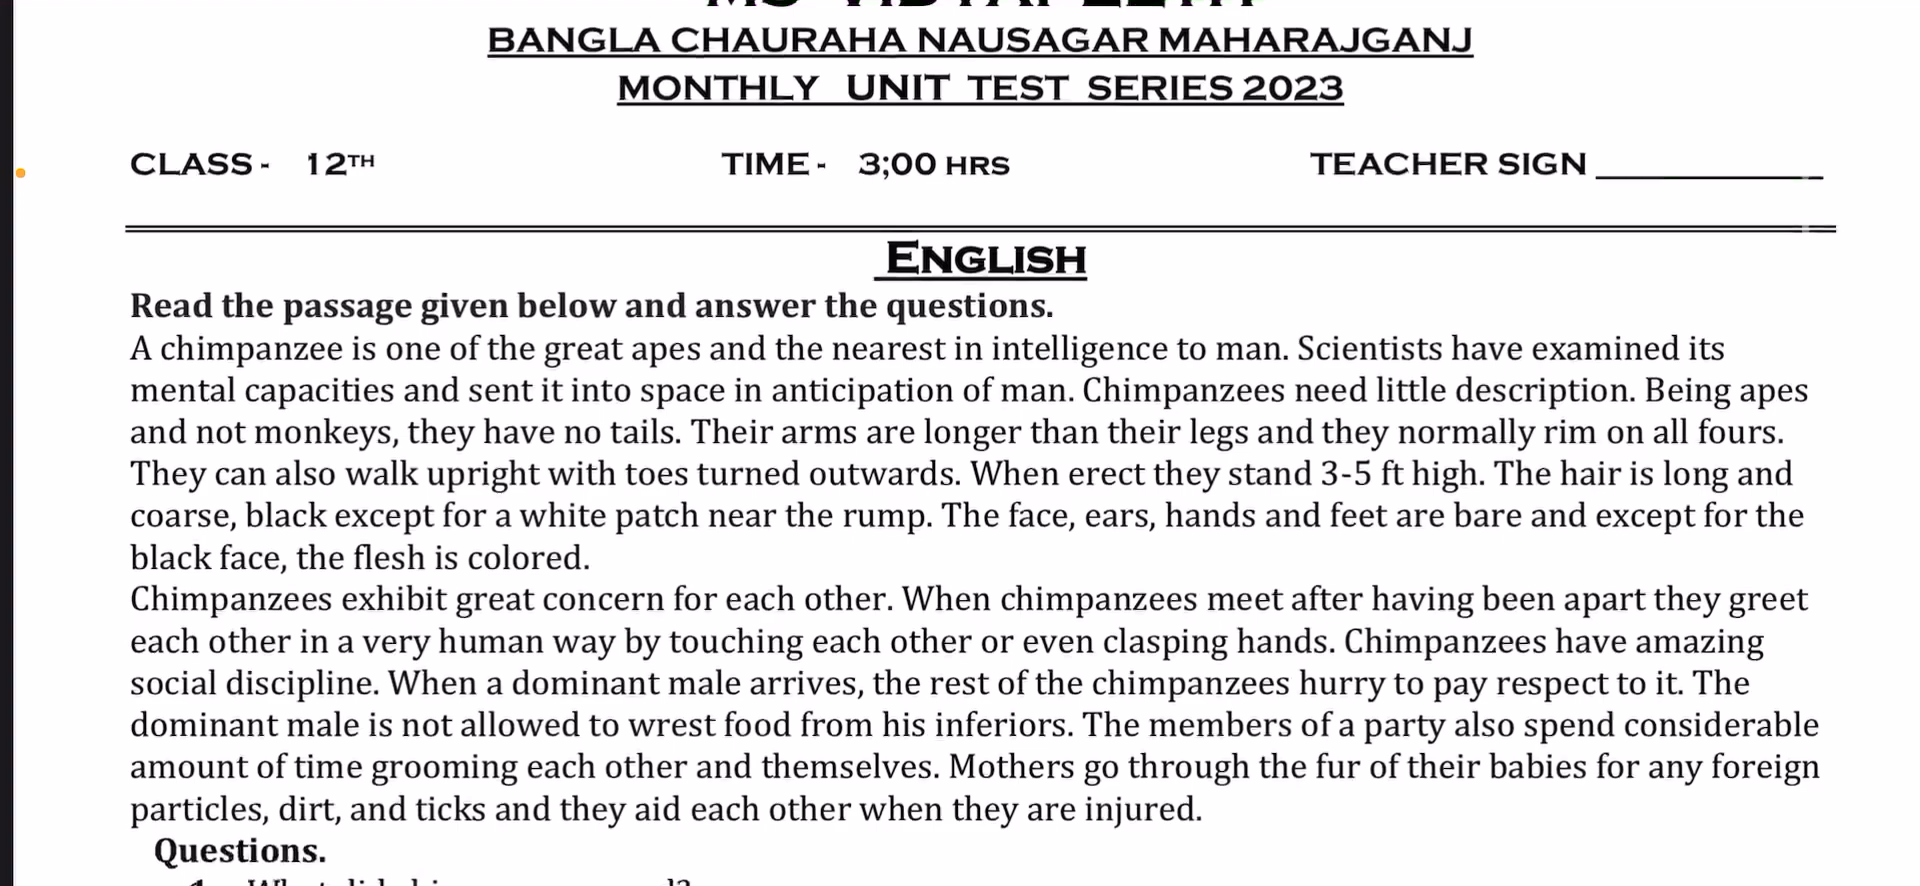 BANGLA CHAURAHA NAUSAGAR MAHARAJGANJ
MONTHLY UNIT TEST SERIES 2023
CLASS - 12TH TIME - 3;00 HRS TEACHER SIGN ____________
ENGLISH
Read the passage given below and answer the questions.
A chimpanzee is one of the great apes and the nearest in intelligence to man. Scientists have examined its
mental capacities and sent it into space in anticipation of man. Chimpanzees need little description. Being apes
and not monkeys, they have no tails. Their arms are longer than their legs and they normally rim on all fours.
They can also walk upright with toes turned outwards. When erect they stand 3-5 ft high. The hair is long and
coarse, black except for a white patch near the rump. The face, ears, hands and feet are bare and except for the
black face, the flesh is colored.
Chimpanzees exhibit great concern for each other. When chimpanzees meet after having been apart they greet
each other in a very human way by touching each other or even clasping hands. Chimpanzees have amazing
social discipline. When a dominant male arrives, the rest of the chimpanzees hurry to pay respect to it. The
dominant male is not allowed to wrest food from his inferiors. The members of a party also spend considerable
amount of time grooming each other and themselves. Mothers go through the fur of their babies for any foreign
particles, dirt, and ticks and they aid each other when they are injured.
Questions.